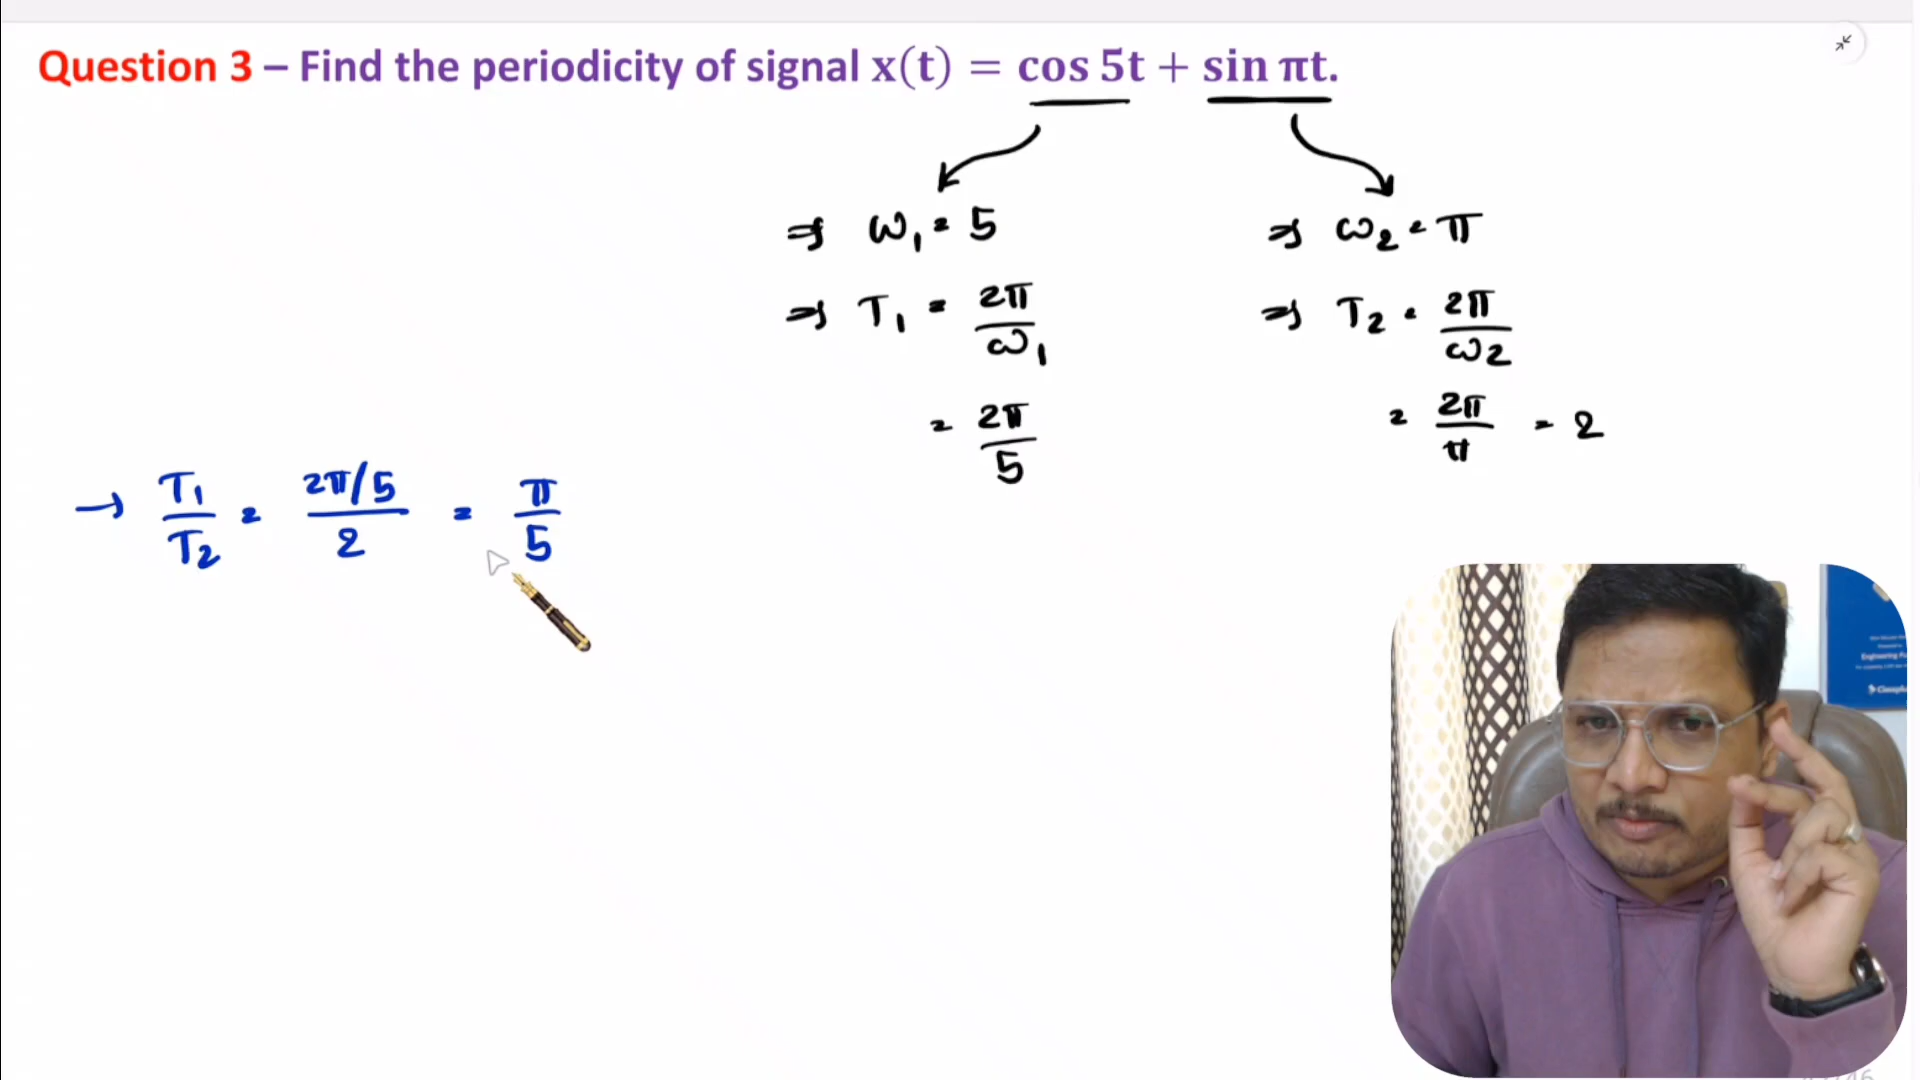 Question 3 – Find the periodicity of signal x(t) = cos 5t + sin πt.
⇒ ω₁ = 5
⇒ ω₂ = π
⇒ T₁ = 2π/ω₁
⇒ T₂ = 2π/ω₂
= 2π/5
= 2π/π = 2
→ T₁/T₂ = (2π/5)/2 = π/5
Engineering